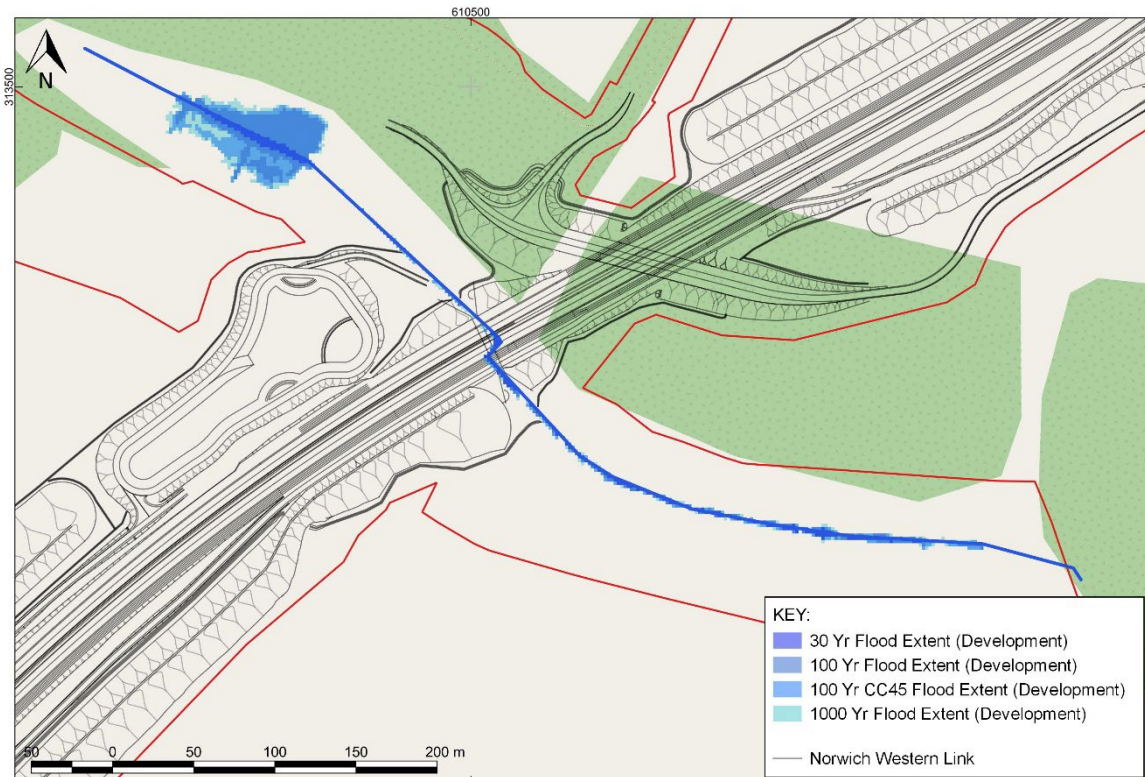 610500
313500
N
KEY:
30 Yr Flood Extent (Development)
100 Yr Flood Extent (Development)
100 Yr CC45 Flood Extent (Development)
1000 Yr Flood Extent (Development)
Norwich Western Link
50 0 50 100 150 200 m